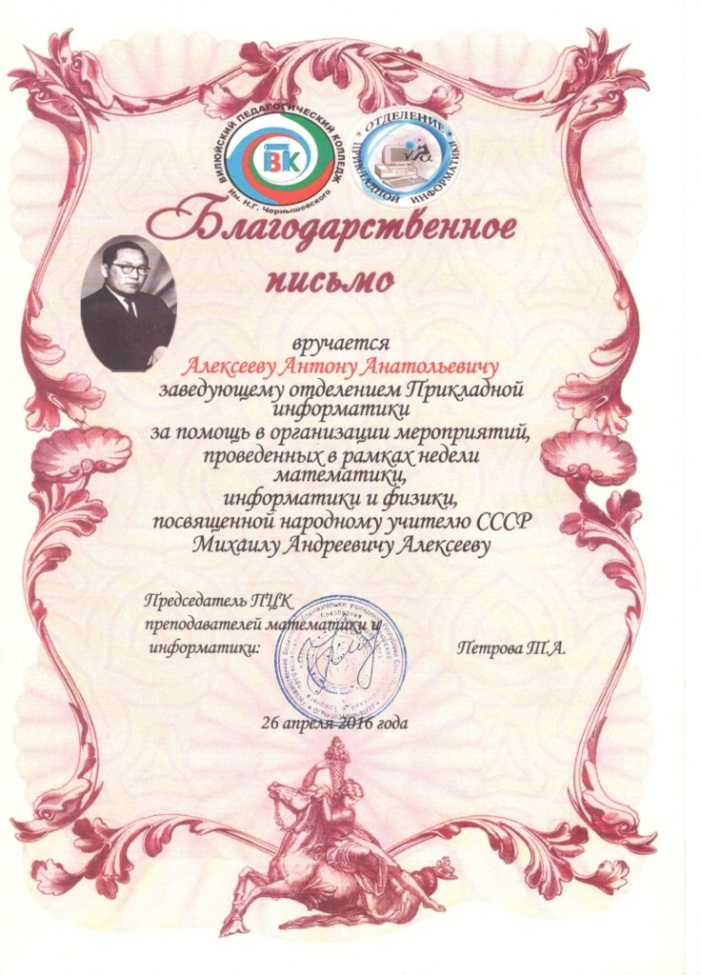 ВИЛЮЙСКИЙ ПЕДАГОГИЧЕСКИЙ КОЛЛЕДЖ
им. Н.Г. Чернышевского
ВПК
* ОТДЕЛЕНИЕ *
ПРИКЛАДНОЙ ИНФОРМАТИКИ
Благодарственное
письмо
вручается
Алексееву Антону Анатольевичу
заведующему отделением Прикладной
информатики
за помощь в организации мероприятий,
проведенных в рамках недели
математики,
информатики и физики,
посвященной народному учителю СССР
Михаилу Андреевичу Алексееву
Председатель ПЦК
преподавателей математики и
информатики:
Петрова Т.А.
26 апреля 2016 года